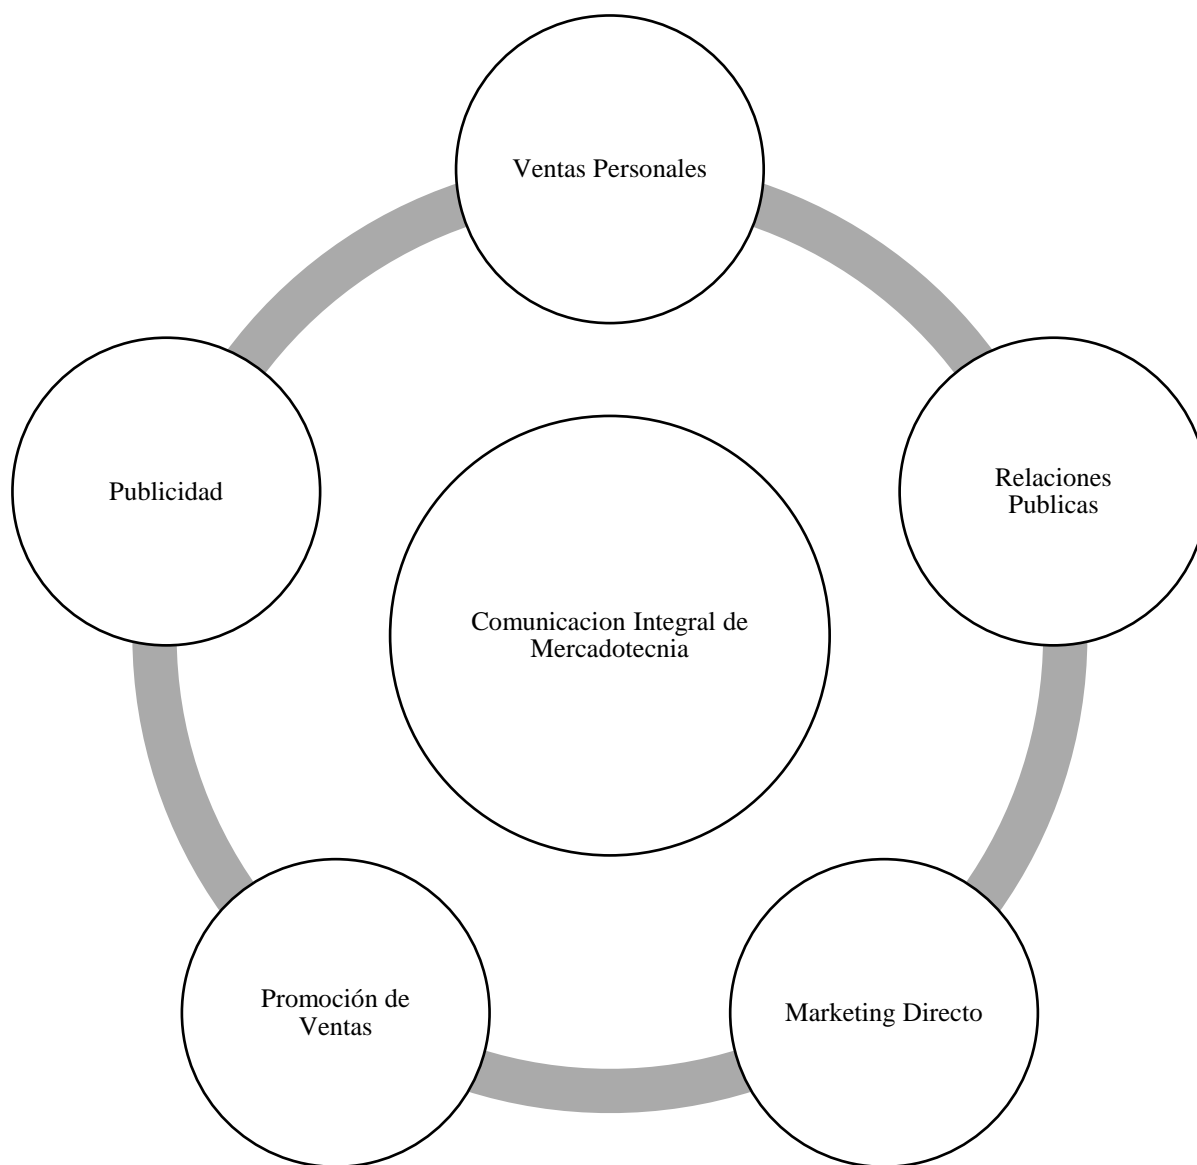 Ventas Personales
Publicidad
Relaciones
Publicas
Comunicacion Integral de
Mercadotecnia
Promoción de
Ventas
Marketing Directo